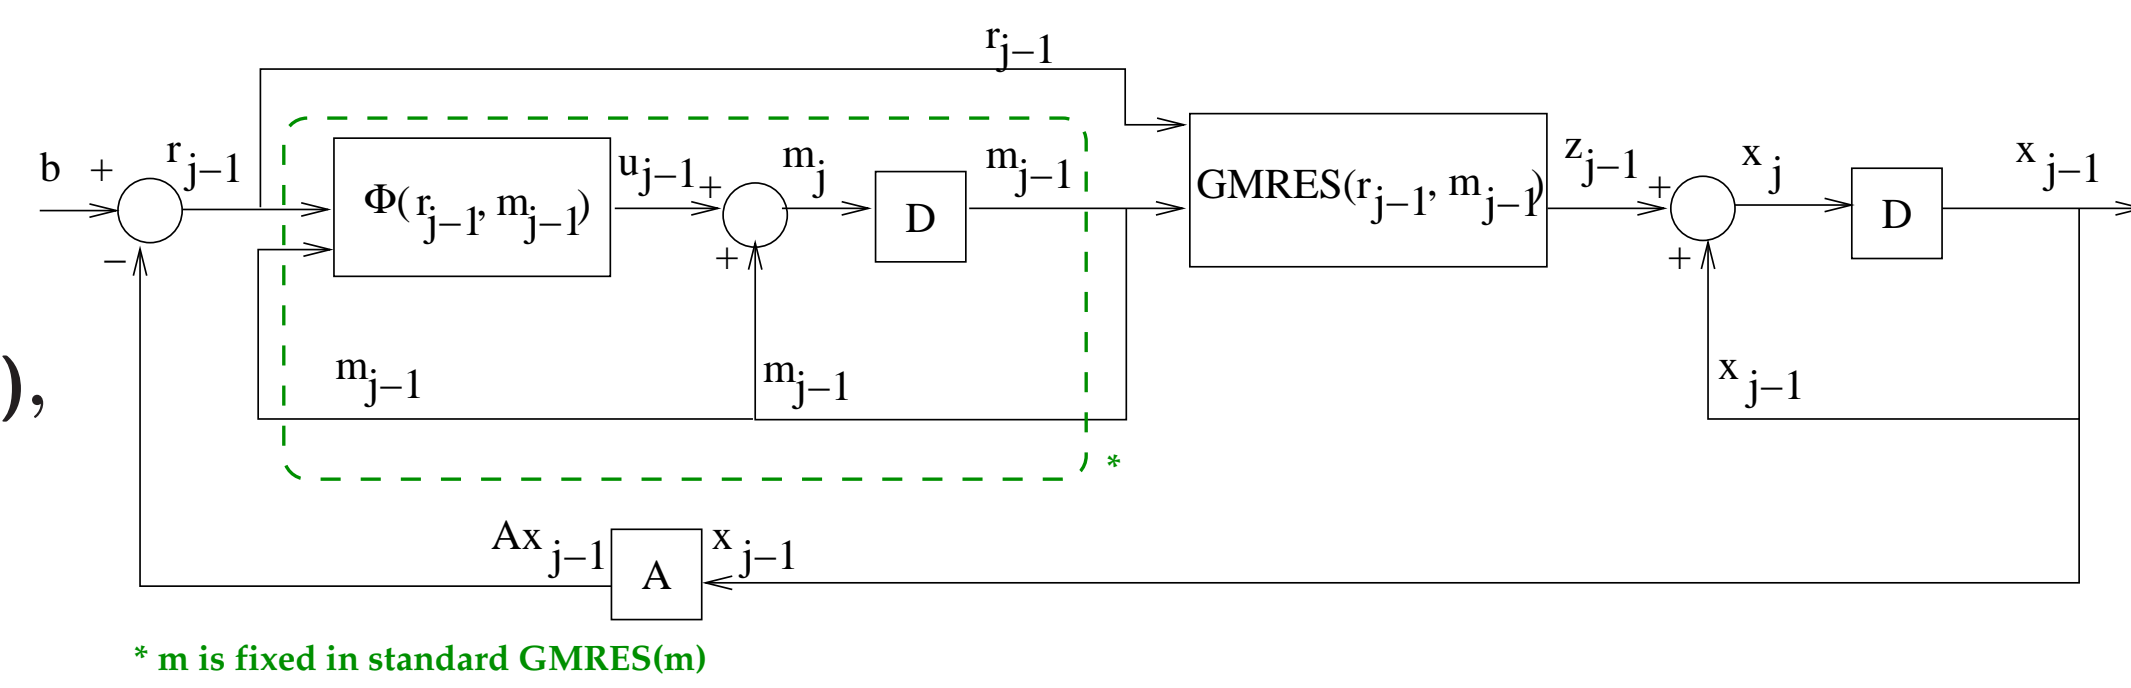 r j−1
b + r j−1
−
Φ( r j−1 , m j−1 )
u j−1 +
+
m j
D
m j−1
GMRES(r j−1 , m j−1 )
z j−1 +
+
x j
D
x j−1
m j−1
m j−1
x j−1
),
*
Ax j−1
A
x j−1
* m is fixed in standard GMRES(m)